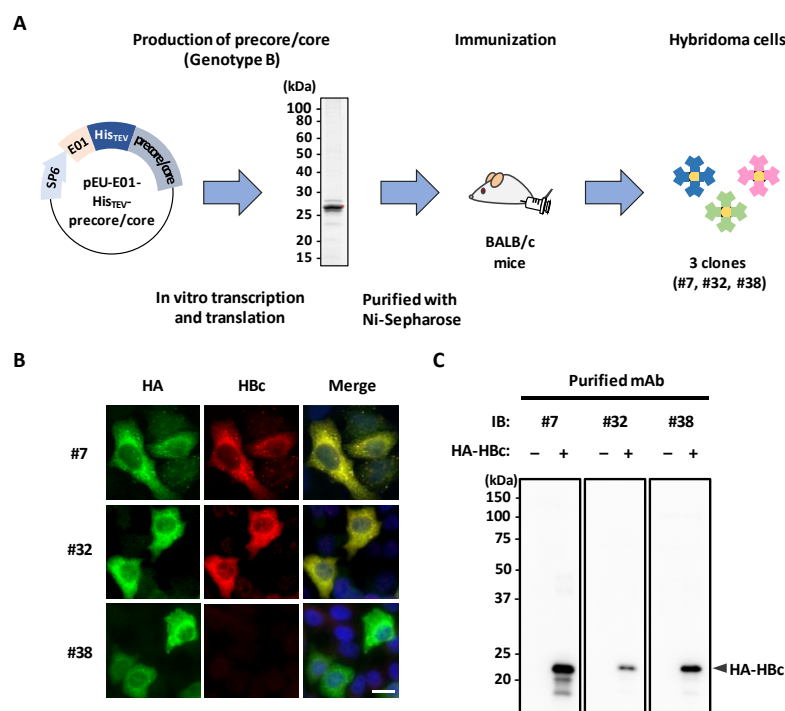 A
Production of precore/core
(Genotype B)
Immunization
Hybridoma cells
(kDa)
100
80
60
50
40
30
25
20
15
SP6
E01
HisTEV
precore/core
pEU-E01-
HisTEV-
precore/core
BALB/c
mice
3 clones
(#7, #32, #38)
In vitro transcription
and translation
Purified with
Ni-Sepharose
B
HA
HBc
Merge
#7
#32
#38
C
Purified mAb
IB:
#7
#32
#38
HA-HBc:
–
+
–
+
–
+
(kDa)
150
100
75
50
37
25
20
HA-HBc